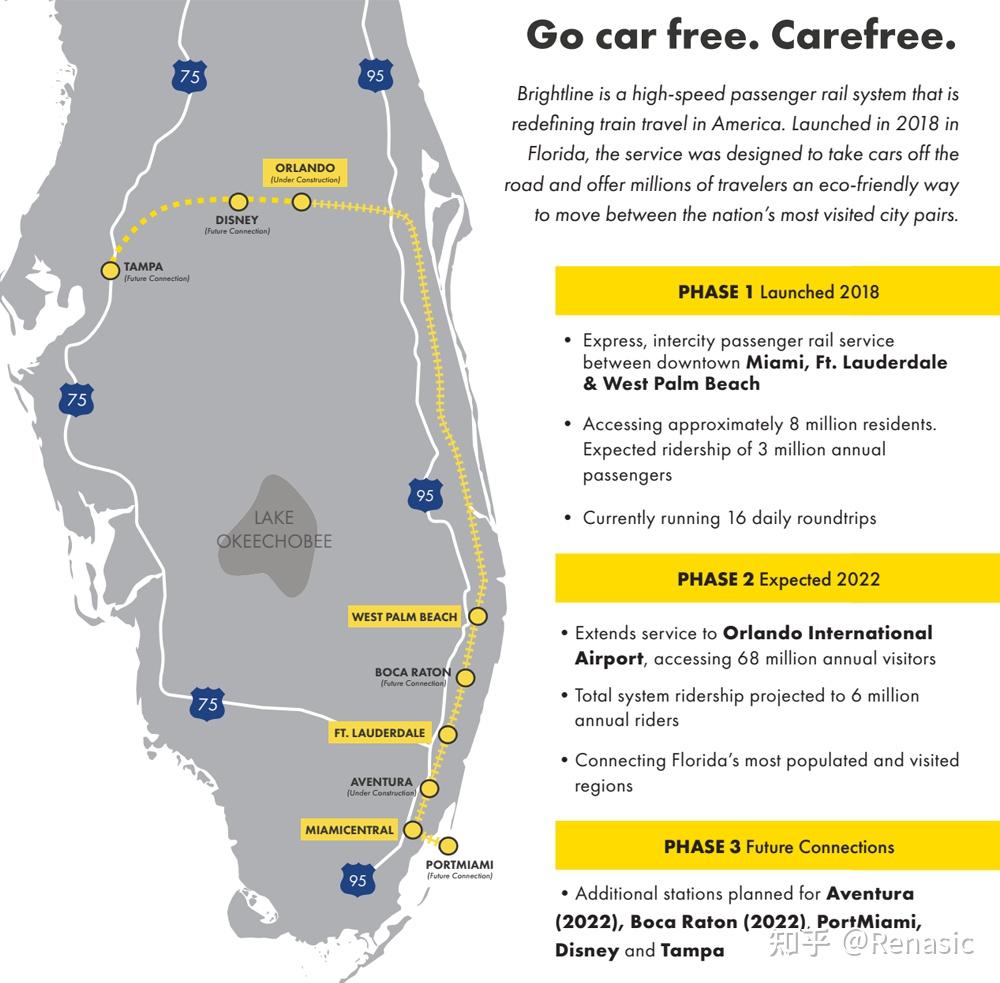 75
95
ORLANDO
(Under Construction)
DISNEY
(Future Connection)
TAMPA
(Future Connection)
75
95
LAKE
OKEECHOBEE
WEST PALM BEACH
BOCA RATON
(Future Connection)
75
FT. LAUDERDALE
AVENTURA
(Under Construction)
MIAMICENTRAL
PORTMIAMI
(Future Connection)
95
Go car free. Carefree.
Brightline is a high-speed passenger rail system that is
redefining train travel in America. Launched in 2018 in
Florida, the service was designed to take cars off the
road and offer millions of travelers an eco-friendly way
to move between the nation's most visited city pairs.
PHASE 1 Launched 2018
• Express, intercity passenger rail service
between downtown Miami, Ft. Lauderdale
& West Palm Beach
• Accessing approximately 8 million residents.
Expected ridership of 3 million annual
passengers
• Currently running 16 daily roundtrips
PHASE 2 Expected 2022
• Extends service to Orlando International
Airport, accessing 68 million annual visitors
• Total system ridership projected to 6 million
annual riders
• Connecting Florida's most populated and visited
regions
PHASE 3 Future Connections
• Additional stations planned for Aventura
(2022), Boca Raton (2022), PortMiami,
Disney and Tampa
知乎 @Renasic